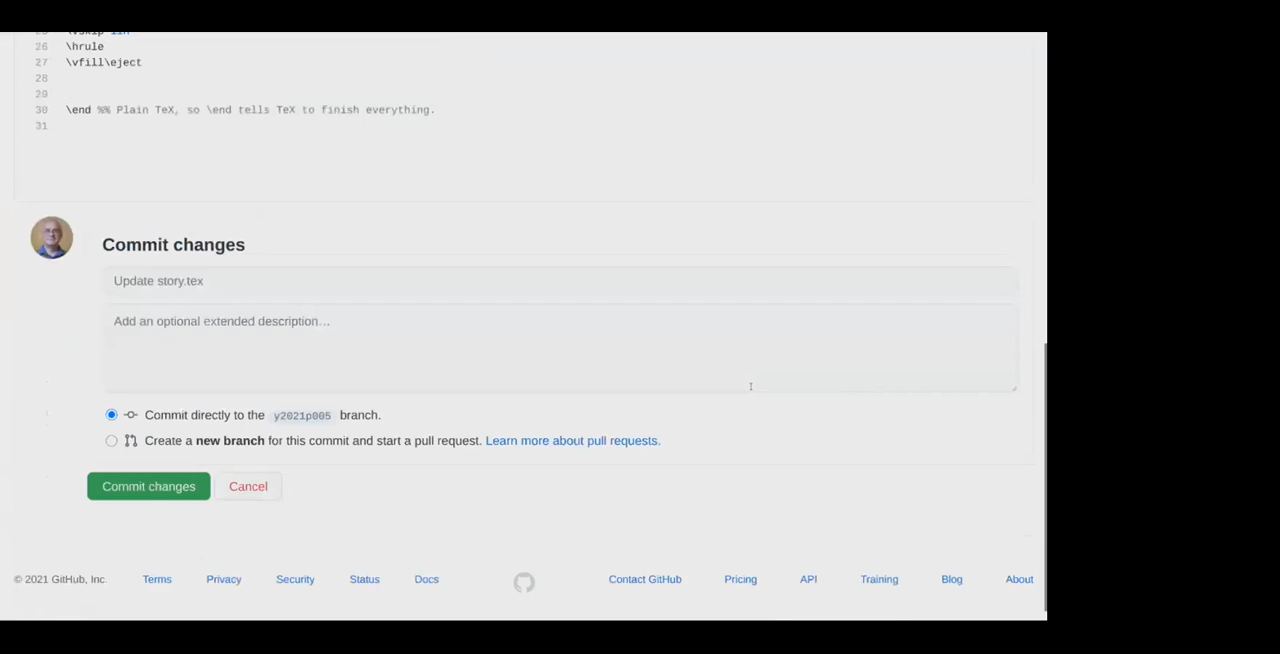 25 \vskip 1in
26 \hrule
27 \vfill\eject
28
29
30 \end %% Plain TeX, so \end tells TeX to finish everything.
31
Commit changes
Update story.tex
Add an optional extended description…
Commit directly to the y2021p005 branch.
Create a new branch for this commit and start a pull request. Learn more about pull requests.
Commit changes Cancel
© 2021 GitHub, Inc. Terms Privacy Security Status Docs Contact GitHub Pricing API Training Blog About